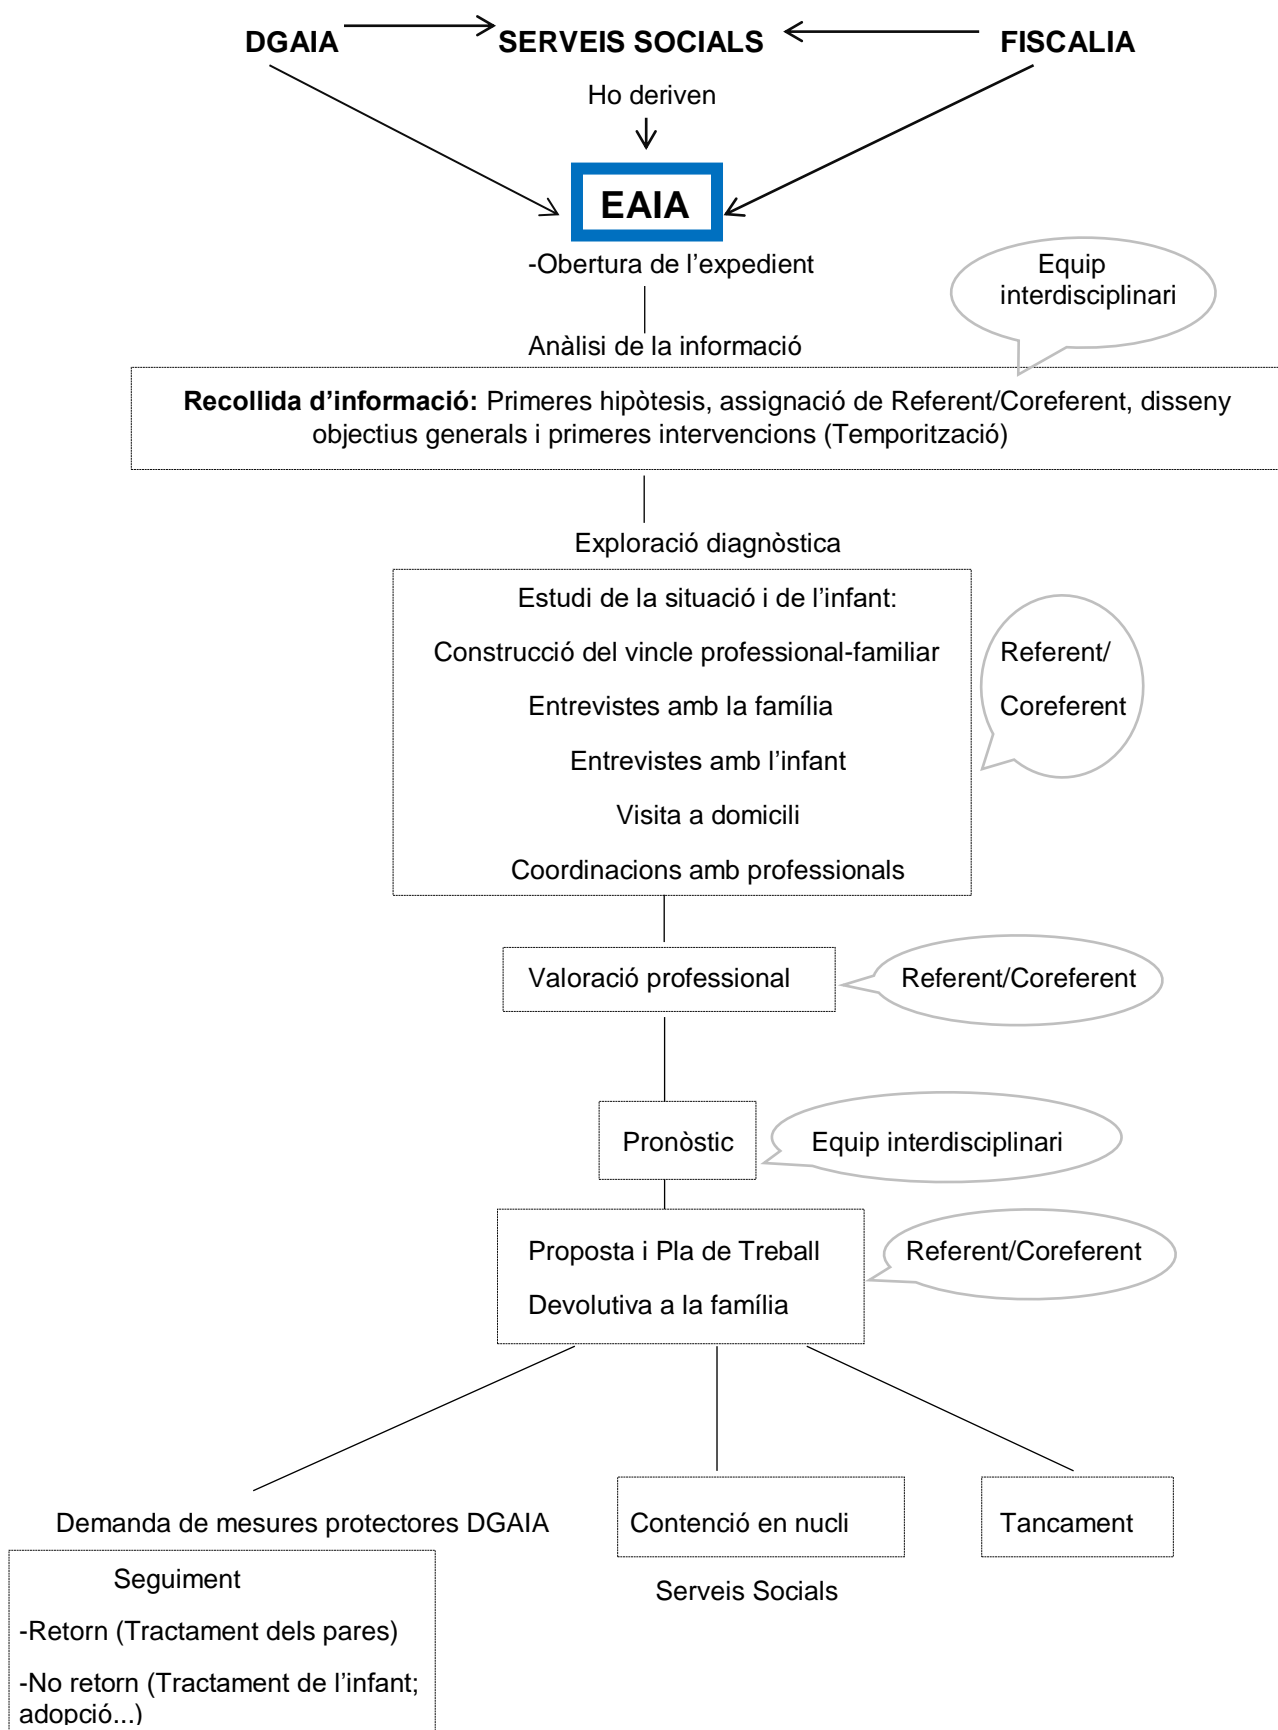 DGAIA SERVEIS SOCIALS FISCALIA
Ho deriven
EAIA
-Obertura de l’expedient
Equip
interdisciplinari
Anàlisi de la informació
Recollida d’informació: Primeres hipòtesis, assignació de Referent/Coreferent, disseny
objectius generals i primeres intervencions (Temporització)
Exploració diagnòstica
Estudi de la situació i de l’infant:
Construcció del vincle professional-familiar
Entrevistes amb la família
Entrevistes amb l’infant
Visita a domicili
Coordinacions amb professionals
Referent/
Coreferent
Valoració professional
Referent/Coreferent
Pronòstic
Equip interdisciplinari
Proposta i Pla de Treball
Devolutiva a la família
Referent/Coreferent
Demanda de mesures protectores DGAIA
Seguiment
-Retorn (Tractament dels pares)
-No retorn (Tractament de l’infant;
adopció...)
Contenció en nucli
Serveis Socials
Tancament